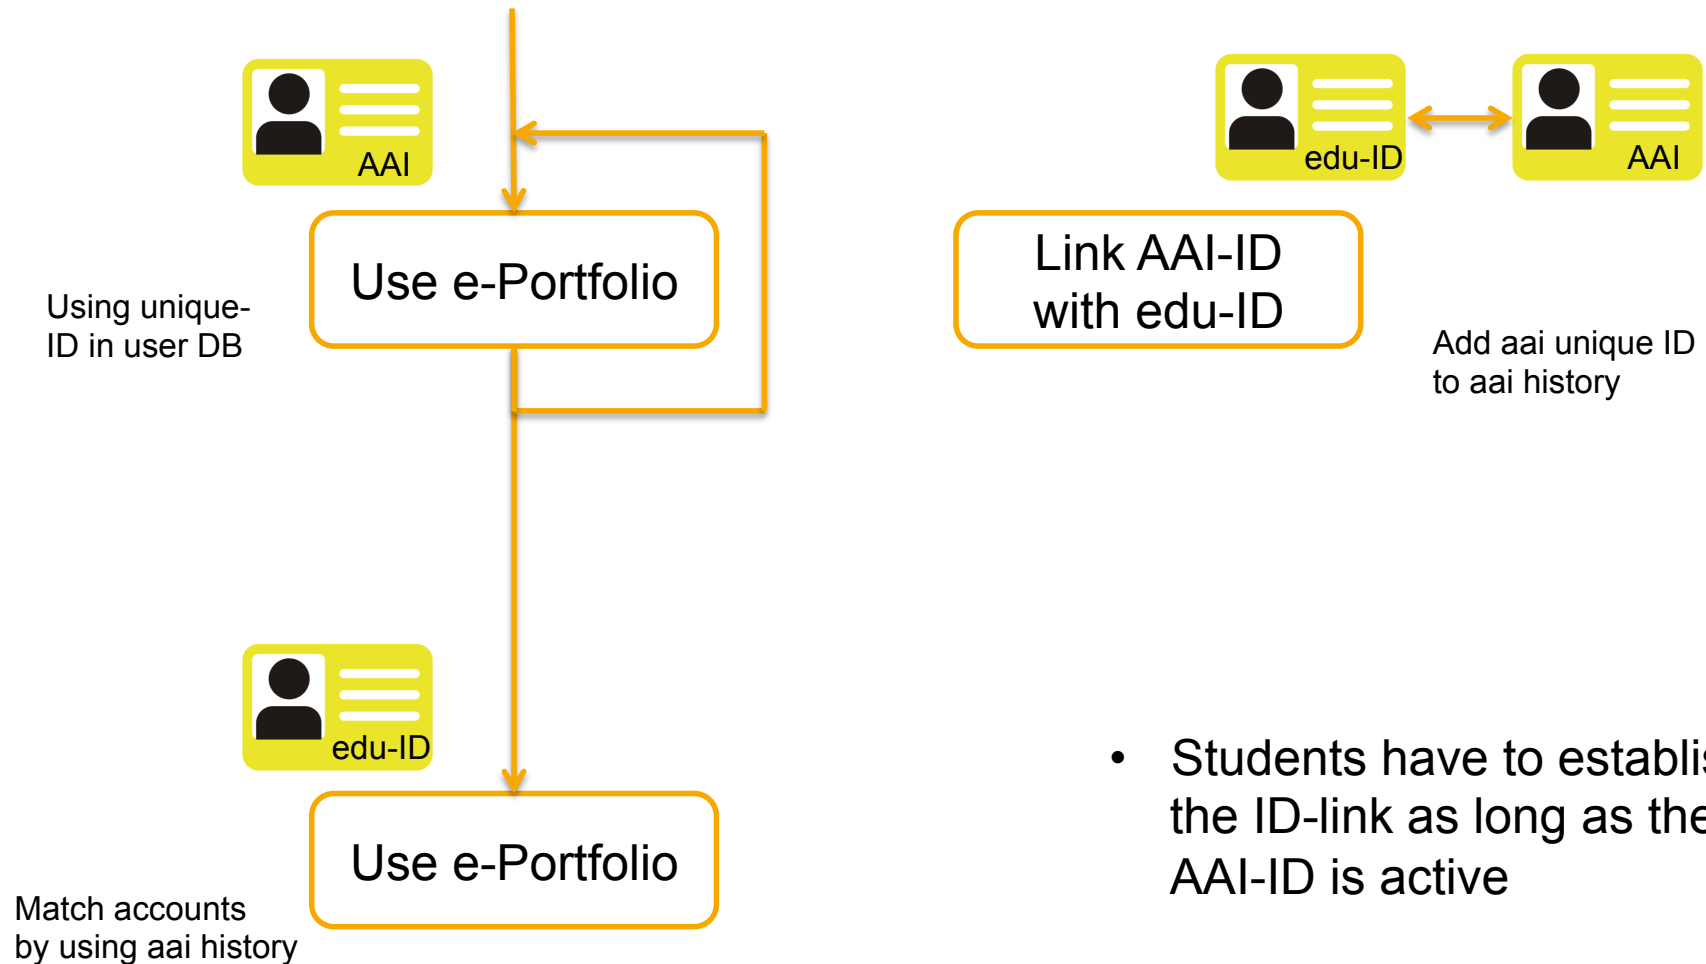 AAI
Use e-Portfolio
Using unique-
ID in user DB
edu-ID
AAI
Link AAI-ID
with edu-ID
Add aai unique ID
to aai history
edu-ID
Use e-Portfolio
Match accounts
by using aai history
• Students have to establis
the ID-link as long as the
AAI-ID is active